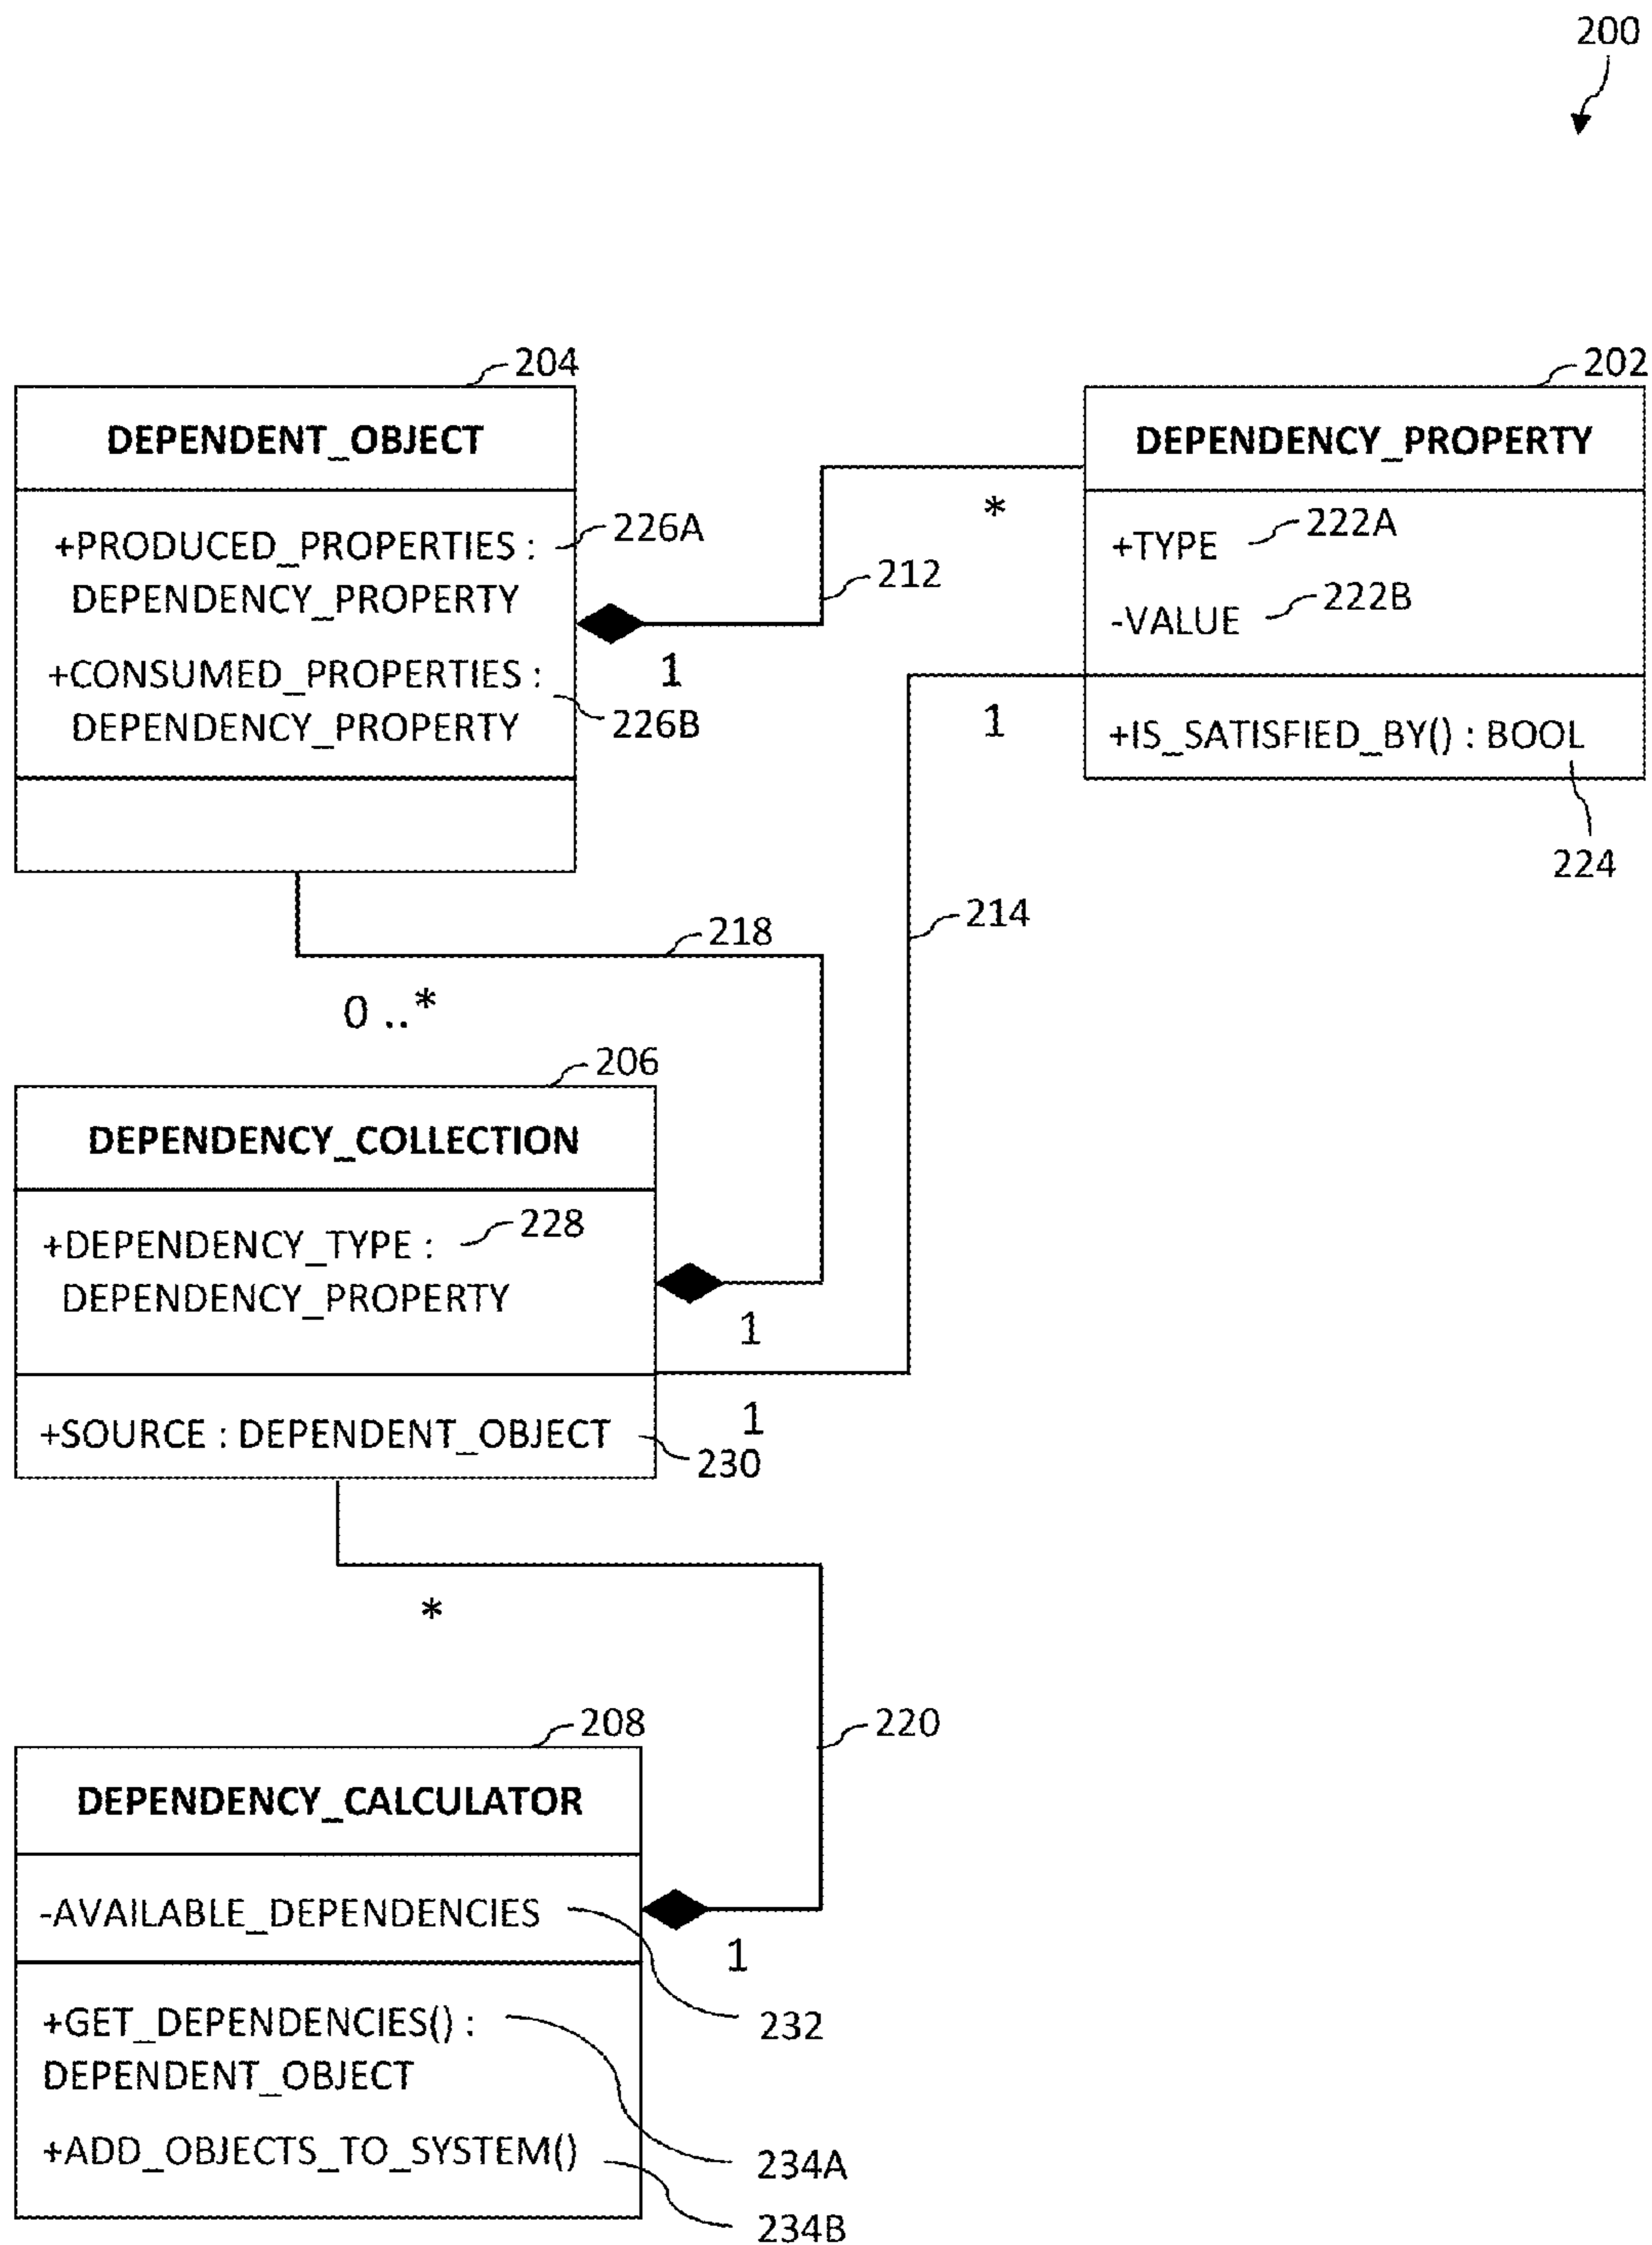 200
204
DEPENDENT_OBJECT
+PRODUCED_PROPERTIES :
DEPENDENCY_PROPERTY
226A
+CONSUMED_PROPERTIES :
DEPENDENCY_PROPERTY
226B
1
212
*
202
DEPENDENCY_PROPERTY
+TYPE
222A
-VALUE
222B
1
+IS_SATISFIED_BY() : BOOL
224
218
214
0 ..*
206
DEPENDENCY_COLLECTION
+DEPENDENCY_TYPE :
228
DEPENDENCY_PROPERTY
1
+SOURCE : DEPENDENT_OBJECT
1
230
*
220
208
DEPENDENCY_CALCULATOR
-AVAILABLE_DEPENDENCIES
1
232
+GET_DEPENDENCIES() :
DEPENDENT_OBJECT
+ADD_OBJECTS_TO_SYSTEM()
234A
234B